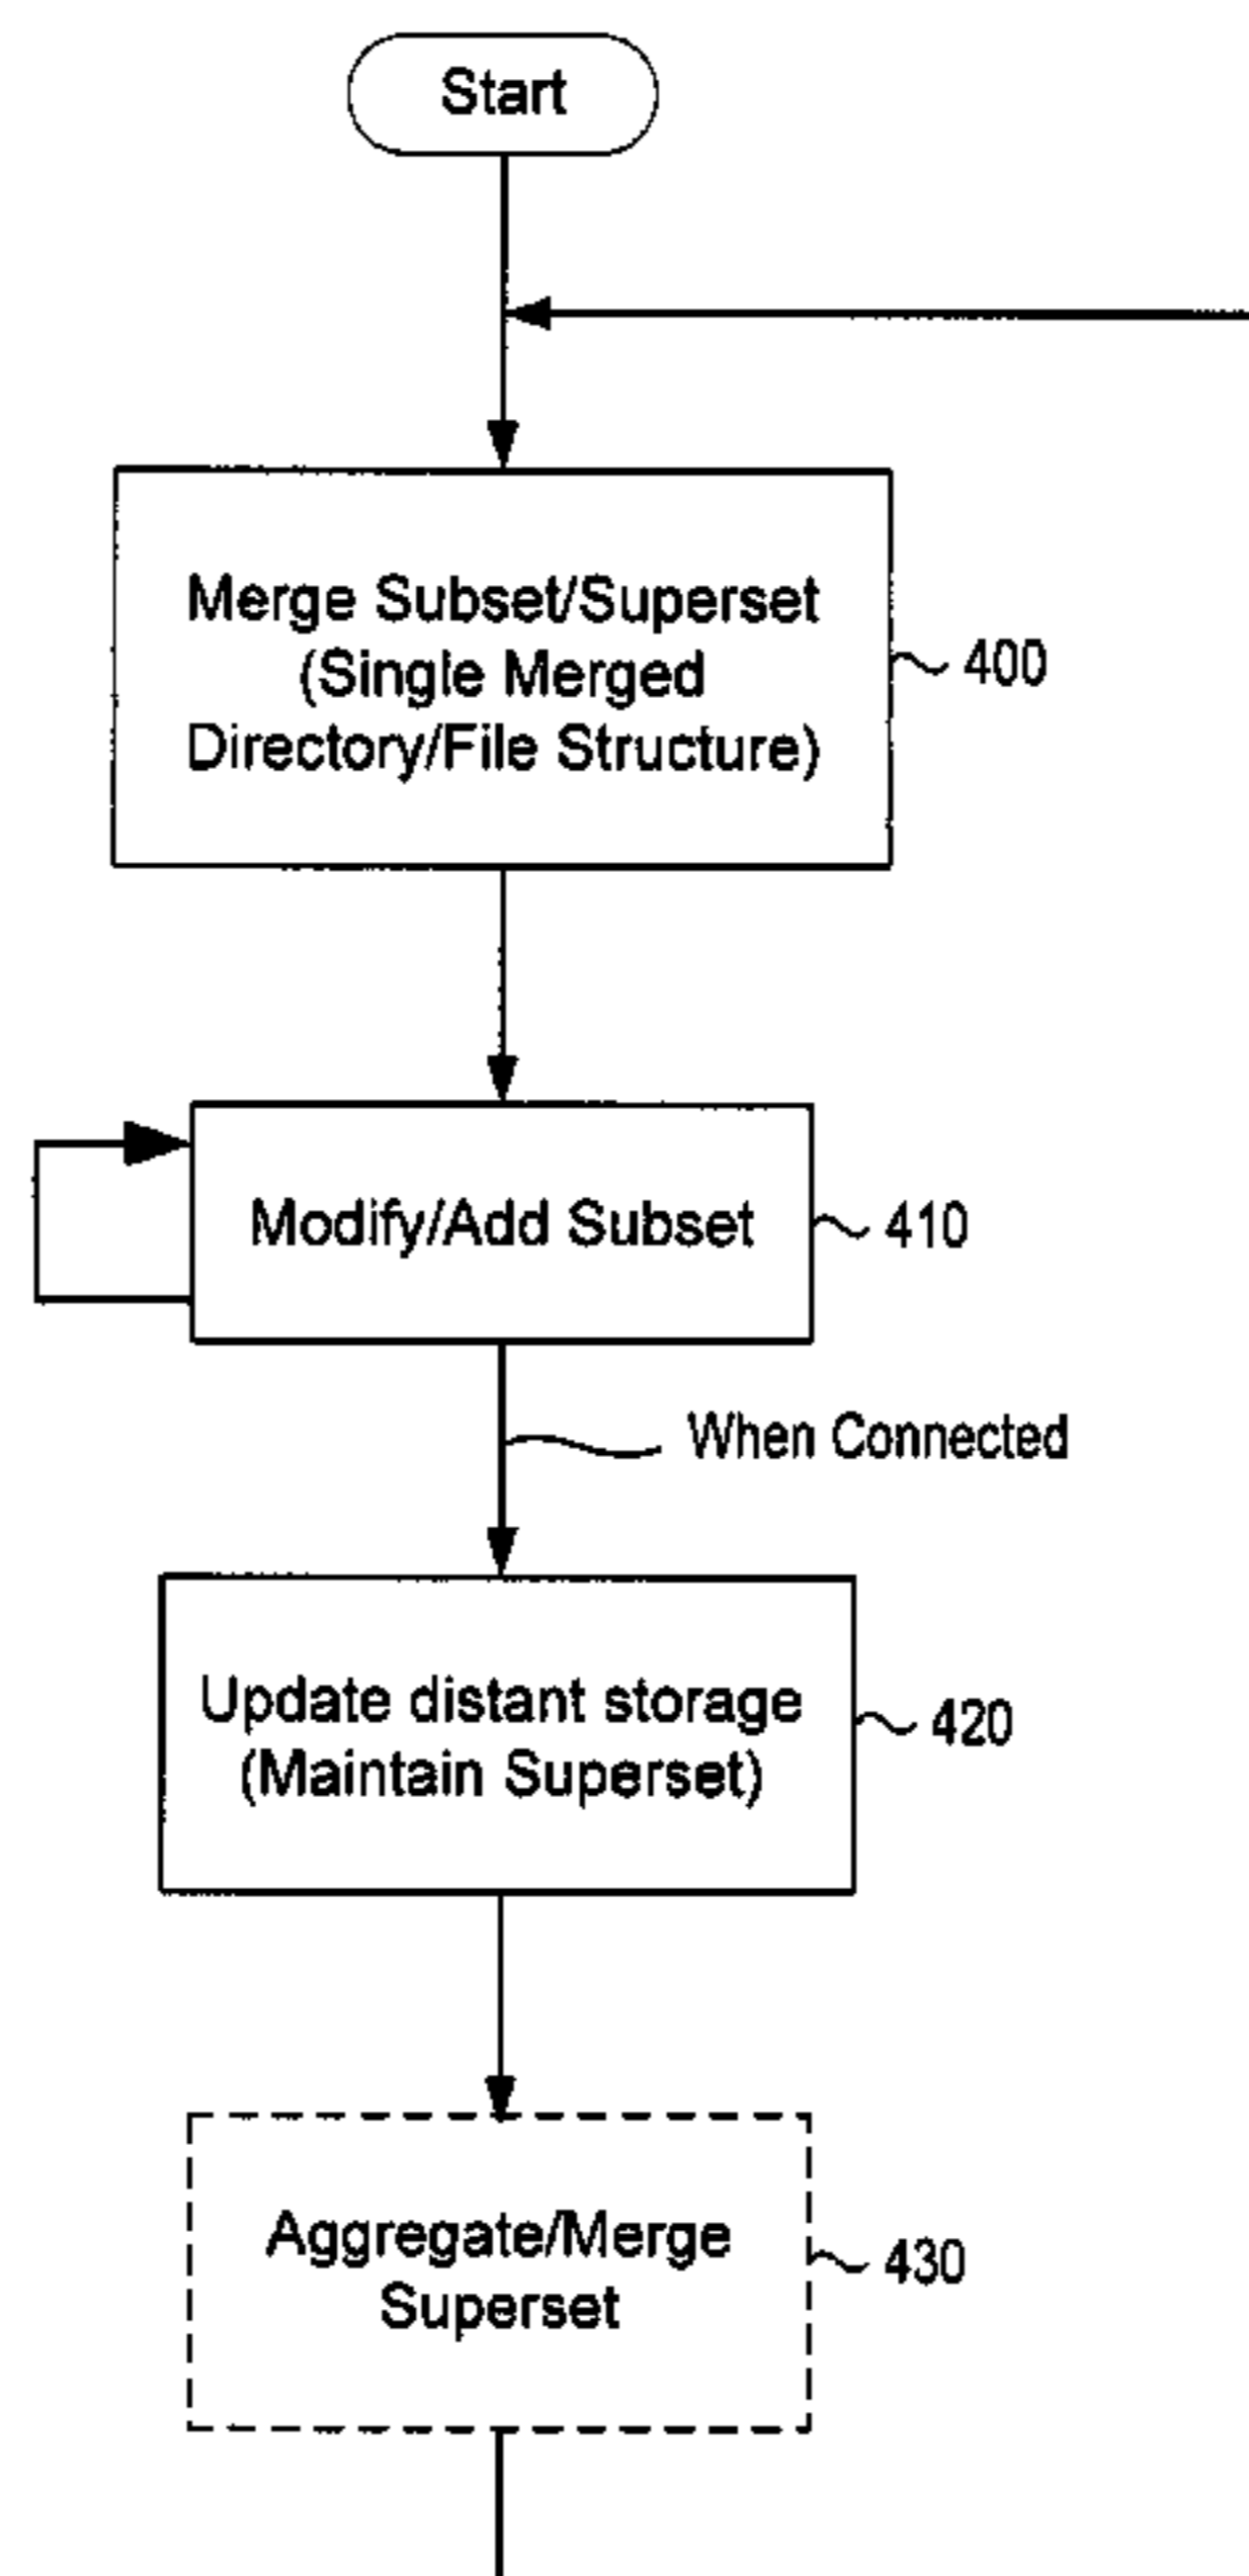 Start
Merge Subset/Superset
(Single Merged
Directory/File Structure)
400
Modify/Add Subset
410
When Connected
Update distant storage
(Maintain Superset)
420
Aggregate/Merge
Superset
430